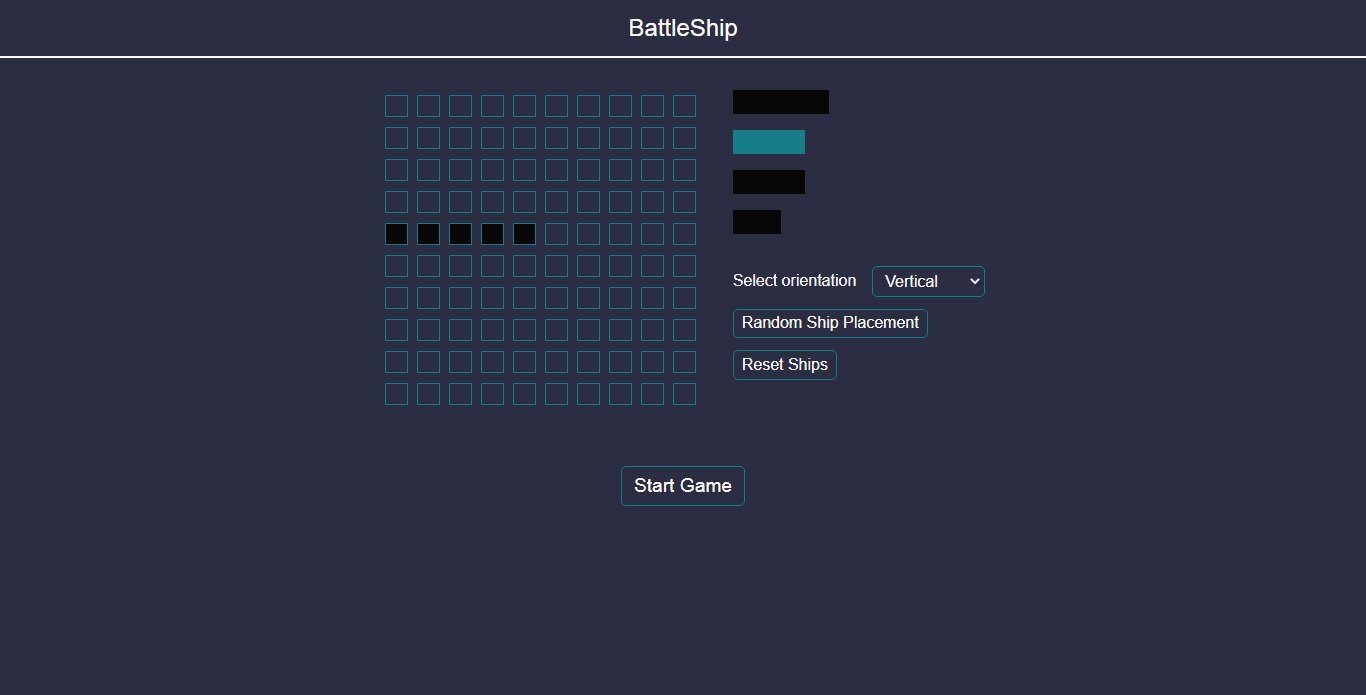 BattleShip
Select orientation Vertical
Random Ship Placement
Reset Ships
Start Game